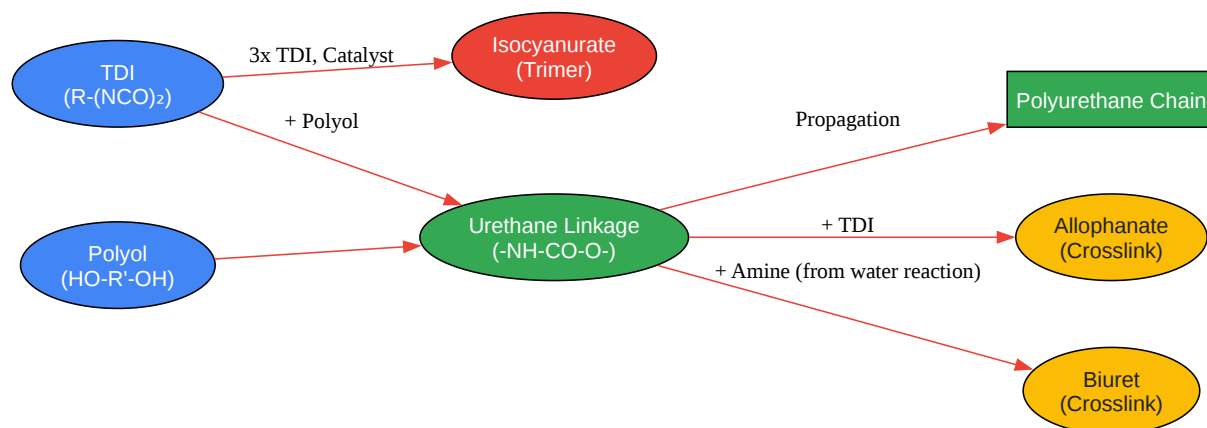 TDI
(R-(NCO)₂)
3x TDI, Catalyst
Isocyanurate
(Trimer)
+ Polyol
Polyurethane Chain
Propagation
Polyol
(HO-R'-OH)
Urethane Linkage
(-NH-CO-O-)
+ TDI
Allophanate
(Crosslink)
+ Amine (from water reaction)
Biuret
(Crosslink)